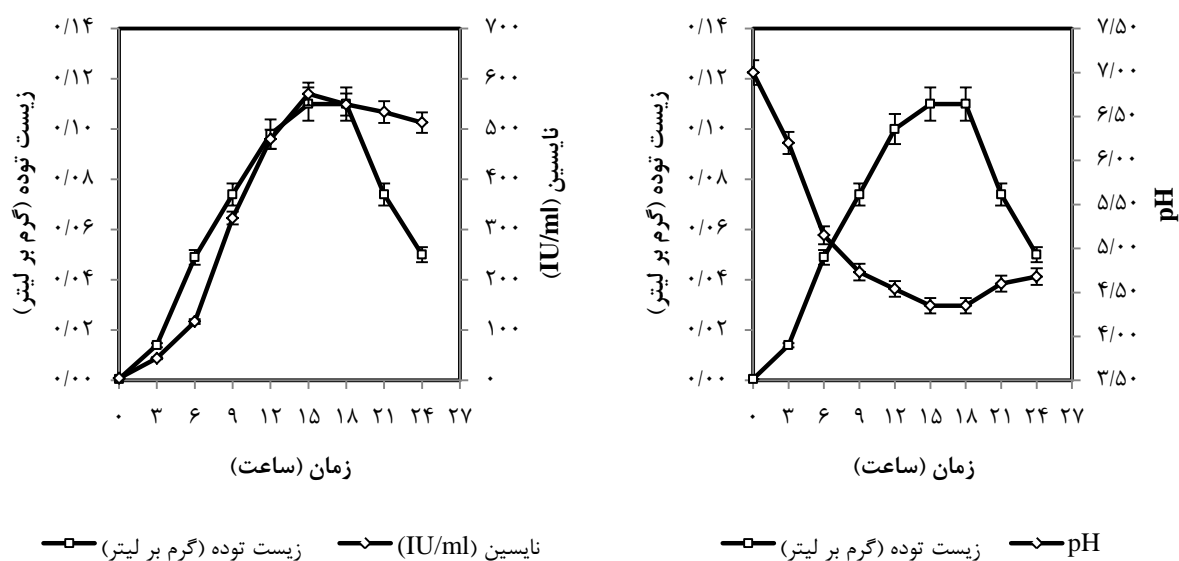 ۰/۱۴
۰/۱۲
۰/۱۰
۰/۰۸
۰/۰۶
۰/۰۴
۰/۰۲
۰/۰۰
زیست توده (گرم بر لیتر)
۷۰۰
۶۰۰
۵۰۰
۴۰۰
۳۰۰
۲۰۰
۱۰۰
۰
نایسین (IU/ml)
۰ ۳ ۶ ۹ ۱۲ ۱۵ ۱۸ ۲۱ ۲۴ ۲۷
زمان (ساعت)
زیست توده (گرم بر لیتر)
نایسین (IU/ml)
۰/۱۴
۰/۱۲
۰/۱۰
۰/۰۸
۰/۰۶
۰/۰۴
۰/۰۲
۰/۰۰
زیست توده (گرم بر لیتر)
۷/۵۰
۷/۰۰
۶/۵۰
۶/۰۰
۵/۵۰
۵/۰۰
۴/۵۰
۴/۰۰
۳/۵۰
pH
۰ ۳ ۶ ۹ ۱۲ ۱۵ ۱۸ ۲۱ ۲۴ ۲۷
زمان (ساعت)
زیست توده (گرم بر لیتر)
pH